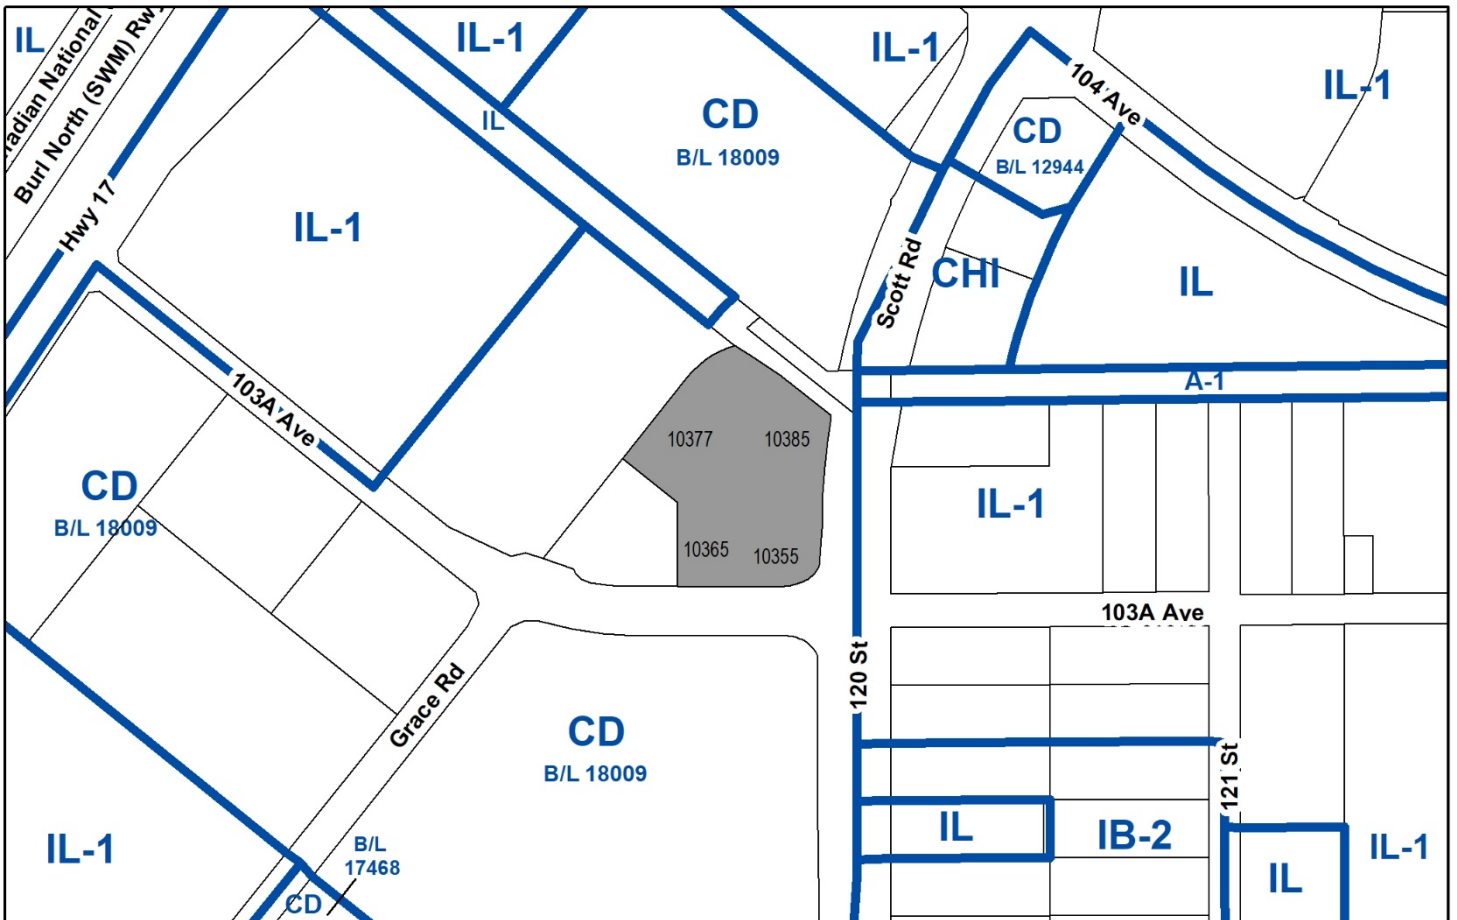 IL
adian National
Burl North (SWM) Rwy
Hwy 17
IL-1
IL
IL-1
CD
B/L 18009
IL-1
104 Ave
IL-1
CD
B/L 12944
IL-1
Scott Rd
CHI
IL
A-1
103A Ave
10377
10385
10365
10355
CD
B/L 18009
IL-1
103A Ave
120 St
Grace Rd
CD
B/L 18009
121 St
IL
IB-2
IL-1
IL
IL-1
B/L
17468
CD